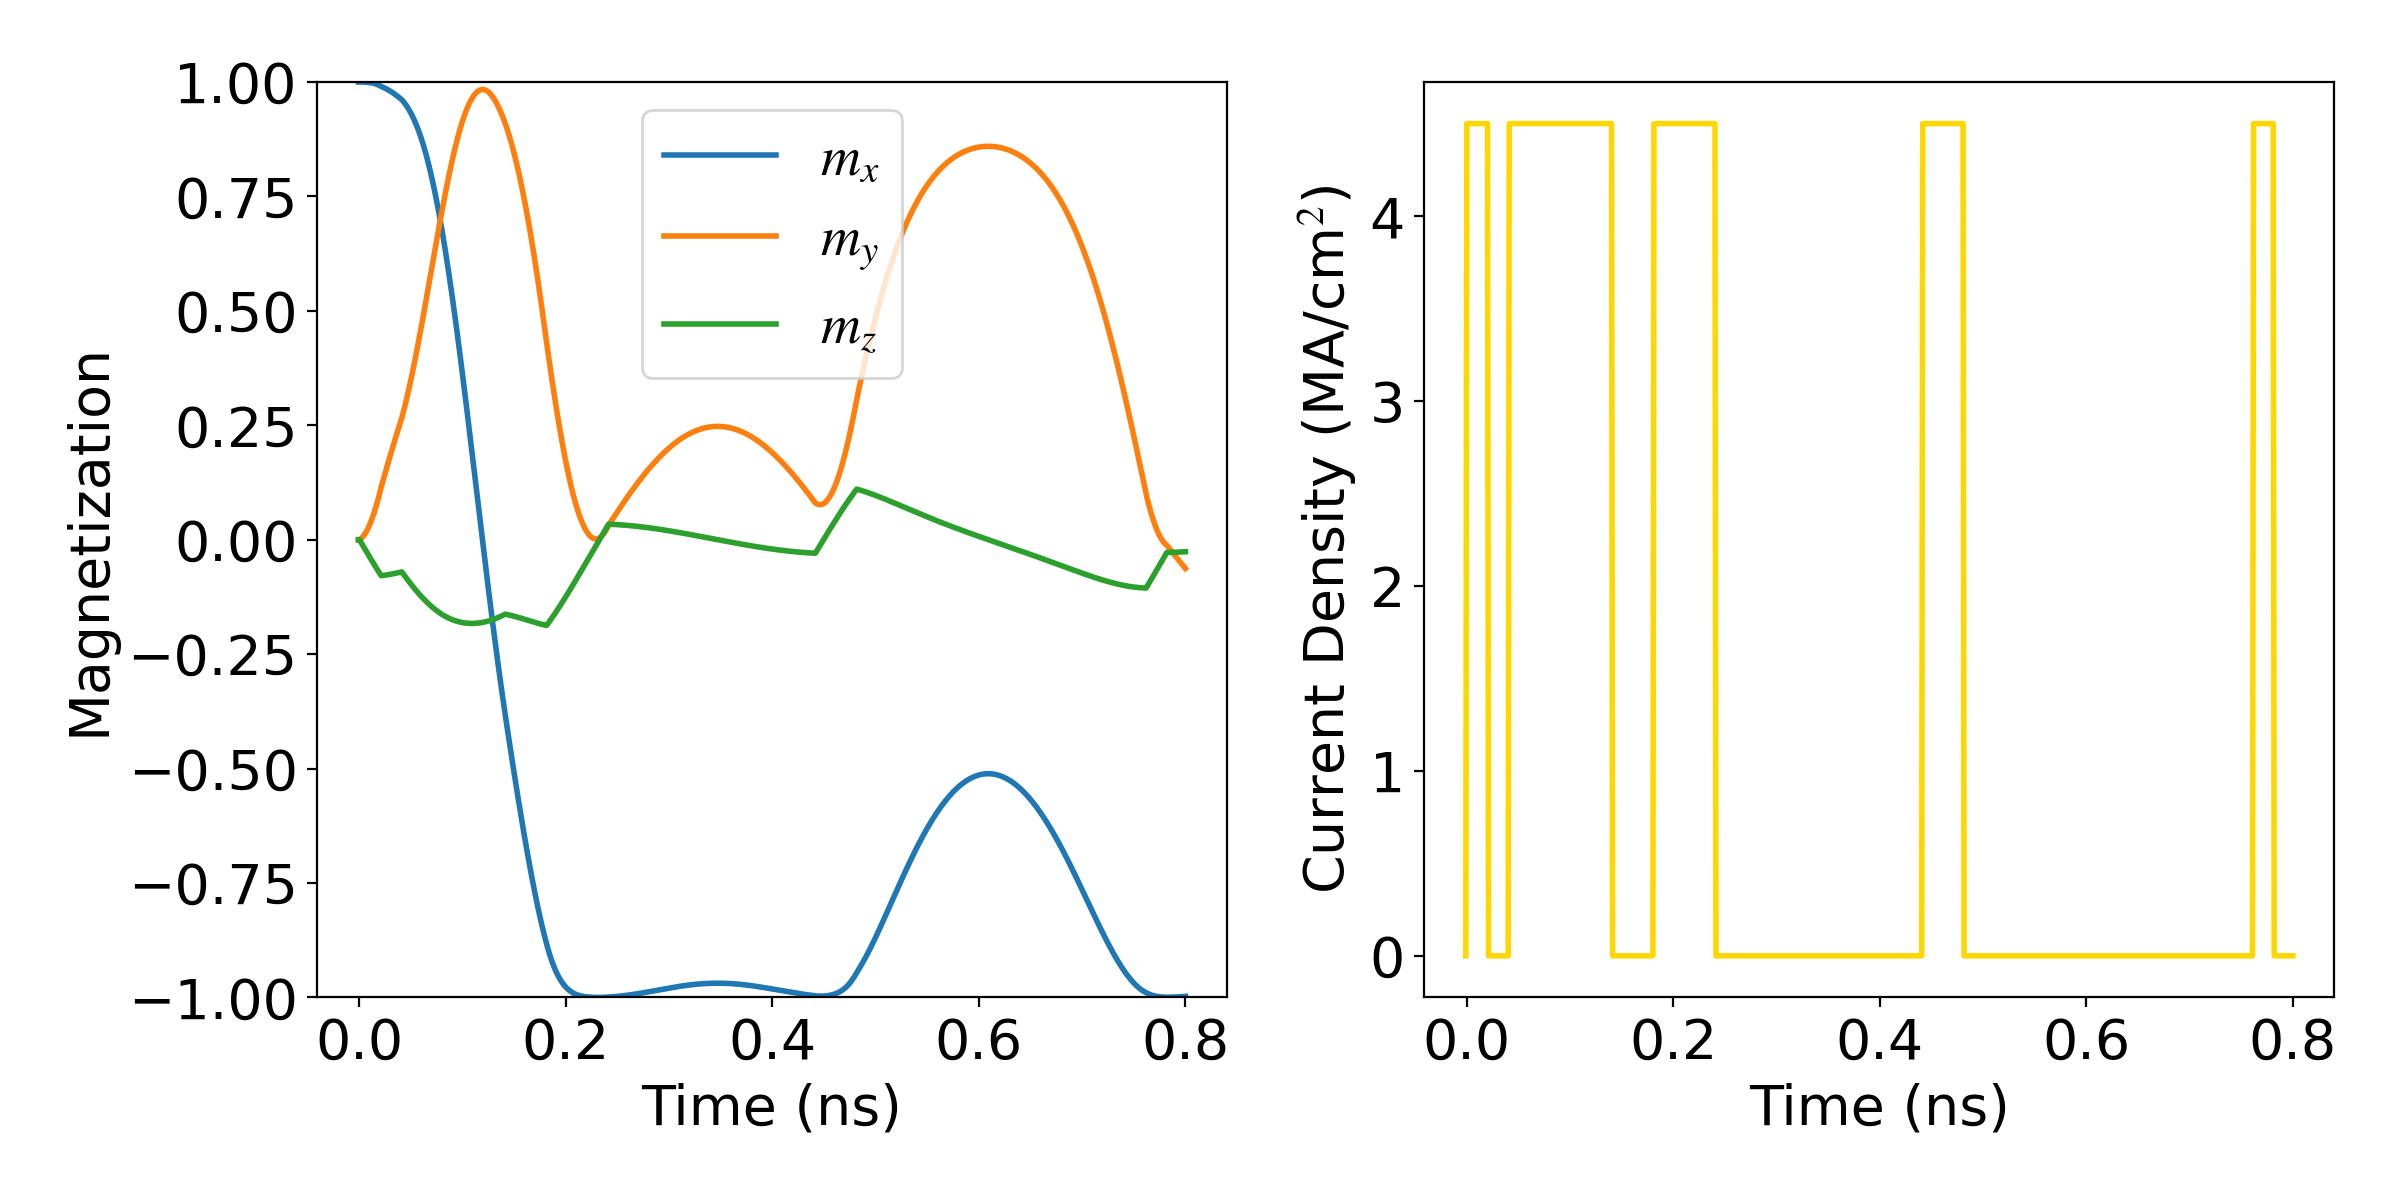 Magnetization
1.00
0.75
0.50
0.25
0.00
−0.25
−0.50
−0.75
−1.00
0.0 0.2 0.4 0.6 0.8
Time (ns)
m_x
m_y
m_z
Current Density (MA/cm²)
4
3
2
1
0
0.0 0.2 0.4 0.6 0.8
Time (ns)